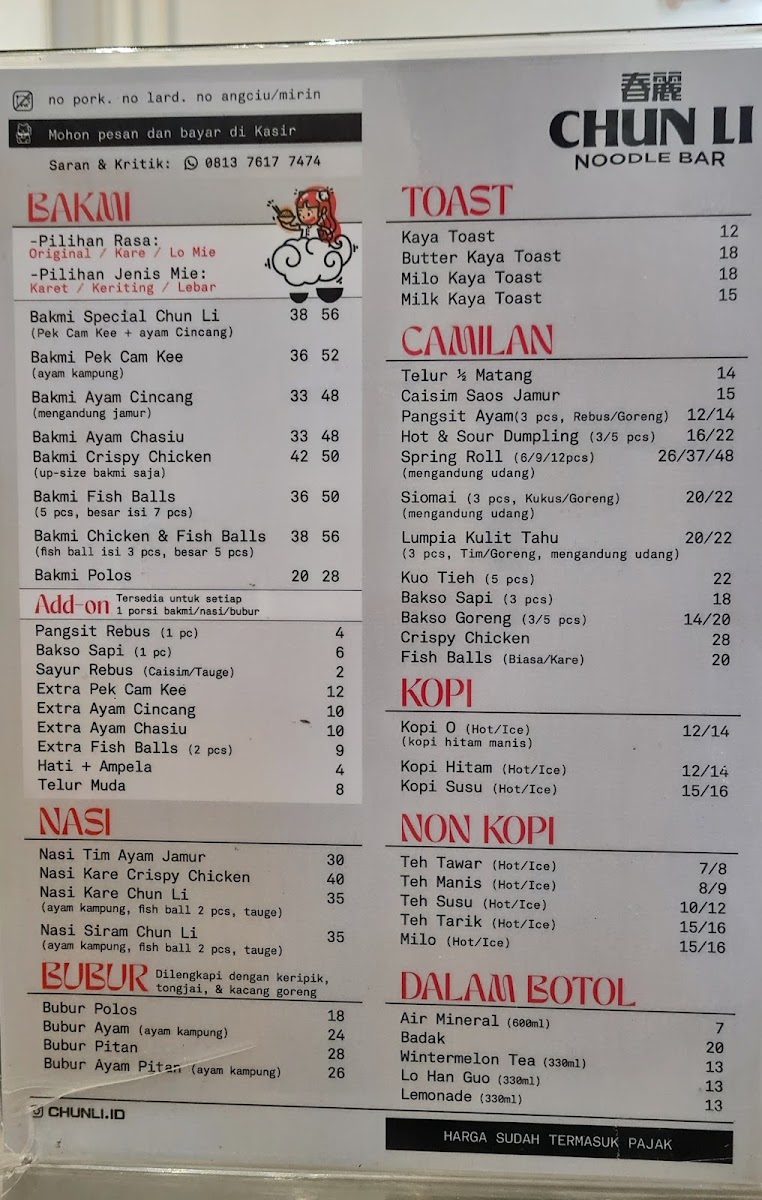 no pork. no lard. no angciu/mirin
Mohon pesan dan bayar di Kasir
Saran & Kritik: 0813 7617 7474
春麗
CHUN LI
NOODLE BAR
BAKMI
-Pilihan Rasa:
Original / Kare / Lo Mie
-Pilihan Jenis Mie:
Karet / Keriting / Lebar
Bakmi Special Chun Li 38 56
(Pek Cam Kee + ayam Cincang)
Bakmi Pek Cam Kee 36 52
(ayam kampung)
Bakmi Ayam Cincang 33 48
(mengandung jamur)
Bakmi Ayam Chasiu 33 48
Bakmi Crispy Chicken 42 50
(up-size bakmi saja)
Bakmi Fish Balls 36 50
(5 pcs, besar isi 7 pcs)
Bakmi Chicken & Fish Balls 38 56
(fish ball isi 3 pcs, besar 5 pcs)
Bakmi Polos 20 28
Add-on Tersedia untuk setiap
1 porsi bakmi/nasi/bubur
Pangsit Rebus (1 pc) 4
Bakso Sapi (1 pc) 6
Sayur Rebus (Caisim/Tauge) 2
Extra Pek Cam Kee 12
Extra Ayam Cincang 10
Extra Ayam Chasiu 10
Extra Fish Balls (2 pcs) 9
Hati + Ampela 4
Telur Muda 8
NASI
Nasi Tim Ayam Jamur 30
Nasi Kare Crispy Chicken 40
Nasi Kare Chun Li 35
(ayam kampung, fish ball 2 pcs, tauge)
Nasi Siram Chun Li 35
(ayam kampung, fish ball 2 pcs, tauge)
BUBUR Dilengkapi dengan keripik,
tongjai, & kacang goreng
Bubur Polos 18
Bubur Ayam (ayam kampung) 24
Bubur Pitan 28
Bubur Ayam Pitan (ayam kampung) 26
CHUNLI.ID
TOAST
Kaya Toast 12
Butter Kaya Toast 18
Milo Kaya Toast 18
Milk Kaya Toast 15
CAMILAN
Telur ½ Matang 14
Caisim Saos Jamur 15
Pangsit Ayam(3 pcs, Rebus/Goreng) 12/14
Hot & Sour Dumpling (3/5 pcs) 16/22
Spring Roll (6/9/12pcs) 26/37/48
(mengandung udang)
Siomai (3 pcs, Kukus/Goreng) 20/22
(mengandung udang)
Lumpia Kulit Tahu 20/22
(3 pcs, Tim/Goreng, mengandung udang)
Kuo Tieh (5 pcs) 22
Bakso Sapi (3 pcs) 18
Bakso Goreng (3/5 pcs) 14/20
Crispy Chicken 28
Fish Balls (Biasa/Kare) 20
KOPI
Kopi O (Hot/Ice) 12/14
(kopi hitam manis)
Kopi Hitam (Hot/Ice) 12/14
Kopi Susu (Hot/Ice) 15/16
NON KOPI
Teh Tawar (Hot/Ice) 7/8
Teh Manis (Hot/Ice) 8/9
Teh Susu (Hot/Ice) 10/12
Teh Tarik (Hot/Ice) 15/16
Milo (Hot/Ice) 15/16
DALAM BOTOL
Air Mineral (600ml) 7
Badak 20
Wintermelon Tea (330ml) 13
Lo Han Guo (330ml) 13
Lemonade (330ml) 13
HARGA SUDAH TERMASUK PAJAK